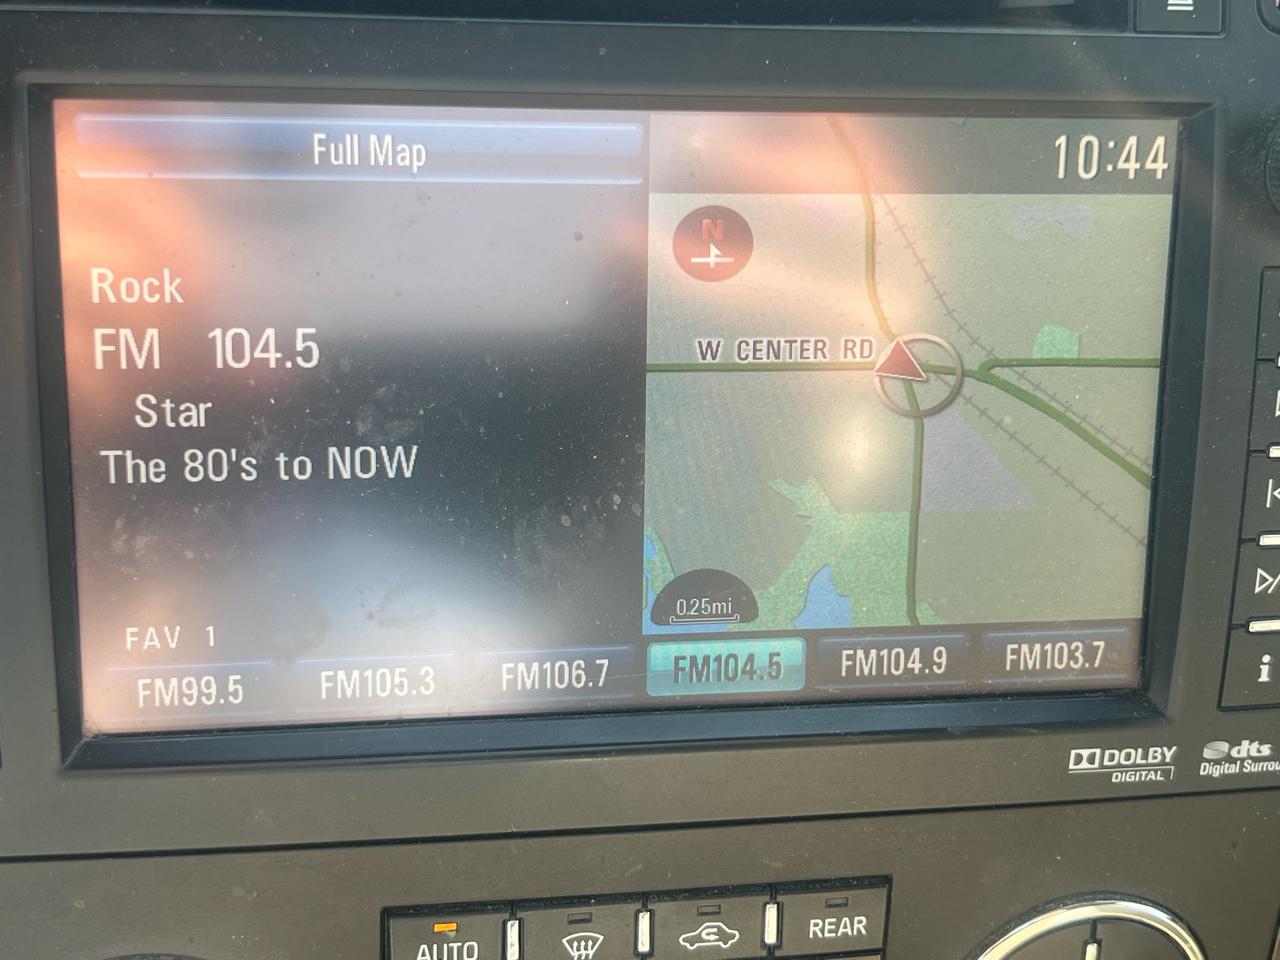 Full Map
10:44
Rock
FM 104.5
Star
The 80's to NOW
N
W CENTER RD
0.25mi
FAV 1
FM99.5
FM105.3
FM106.7
FM104.5
FM104.9
FM103.7
i
DOLBY
DIGITAL
dts
Digital Surrou
AUTO
REAR